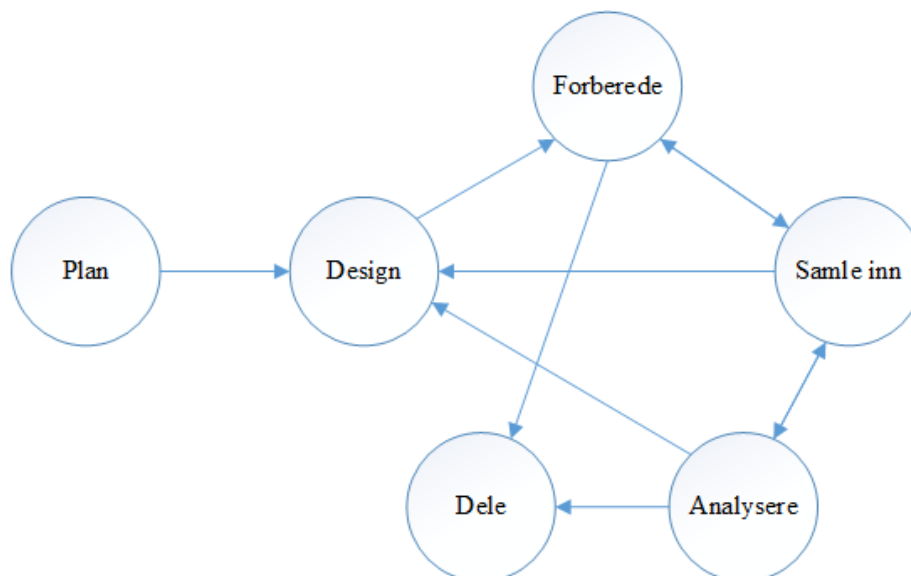 Forberede
Plan
Design
Samle inn
Dele
Analysere